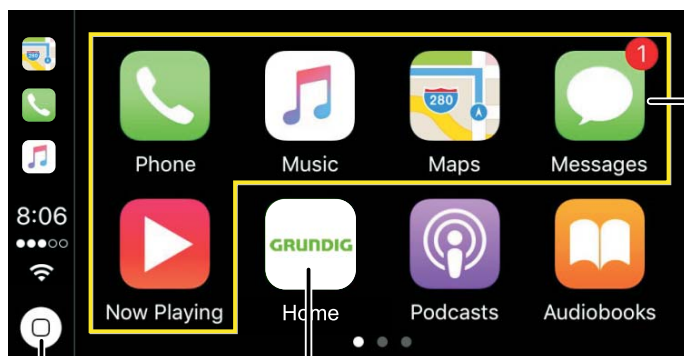 1
280
Phone
Music
Maps
Messages
8:06
GRUNDIG
Now Playing
Home
Podcasts
Audiobooks